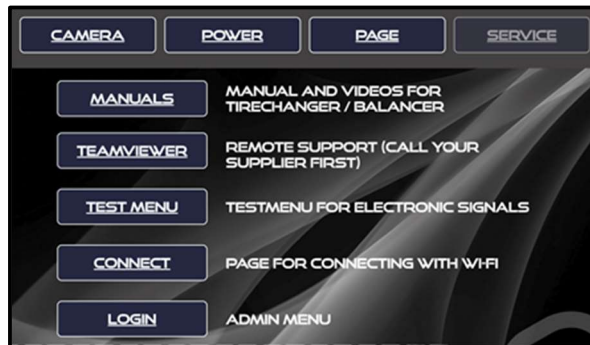 CAMERA POWER PAGE SERVICE
MANUALS MANUAL AND VIDEOS FOR
TIRECHANGER / BALANCER
TEAMVIEWER REMOTE SUPPORT (CALL YOUR
SUPPLIER FIRST)
TEST MENU TESTMENU FOR ELECTRONIC SIGNALS
CONNECT PAGE FOR CONNECTING WITH WI-FI
LOGIN ADMIN MENU